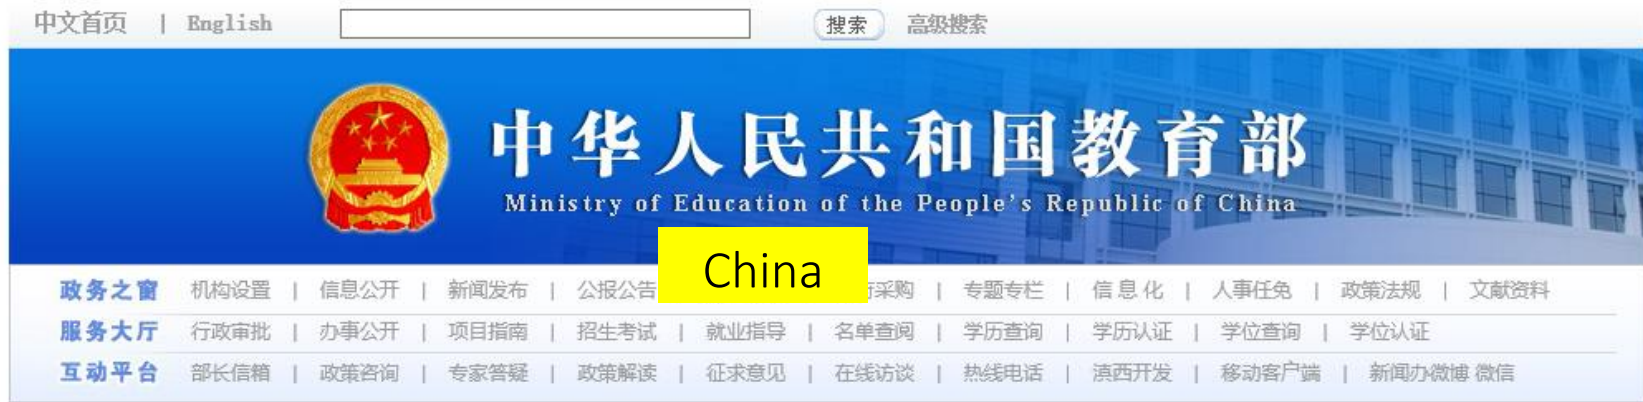 中文首页 | English 搜索 高级搜索
中华人民共和国教育部
Ministry of Education of the People's Republic of China
China
政务之窗 机构设置 | 信息公开 | 新闻发布 | 公报公告 采购 | 专题专栏 | 信息化 | 人事任免 | 政策法规 | 文献资料
服务大厅 行政审批 | 办事公开 | 项目指南 | 招生考试 | 就业指导 | 名单查阅 | 学历查询 | 学历认证 | 学位查询 | 学位认证
互动平台 部长信箱 | 政策咨询 | 专家答疑 | 政策解读 | 征求意见 | 在线访谈 | 热线电话 | 滇西开发 | 移动客户端 | 新闻办微博 微信